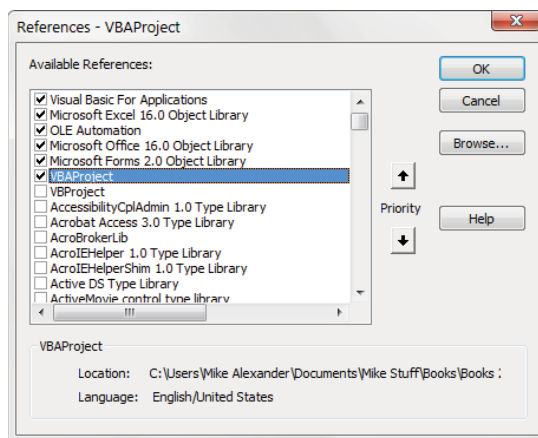 References - VBAProject
Available References:
Visual Basic For Applications
Microsoft Excel 16.0 Object Library
OLE Automation
Microsoft Office 16.0 Object Library
Microsoft Forms 2.0 Object Library
VBAProject
VBProject
AccessibilityCplAdmin 1.0 Type Library
Acrobat Access 3.0 Type Library
AcroBrokerLib
AcroIEHelper 1.0 Type Library
AcroIEHelperShim 1.0 Type Library
Active DS Type Library
ActiveMovie control type library
OK
Cancel
Browse...
Priority
Help
VBAProject
Location: C:\Users\Mike Alexander\Documents\Mike Stuff\Books\Books 2
Language: English/United States